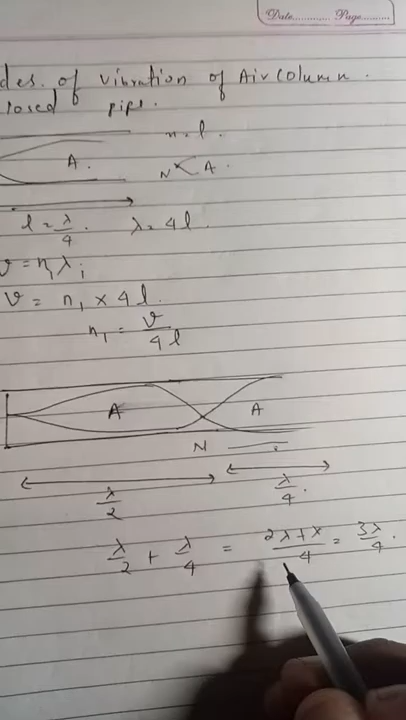 Date............. Page...........
des. of vibration of Air Column.
losed pipe.
n = l.
A.
N < A.
l = λ/4. λ = 4l.
v = n₁λ;
v = n₁ × 4l.
n₁ = v/4l
A A
N
λ/2 λ/4.
λ/2 + λ/4 = 2λ+λ/4 = 3λ/4.